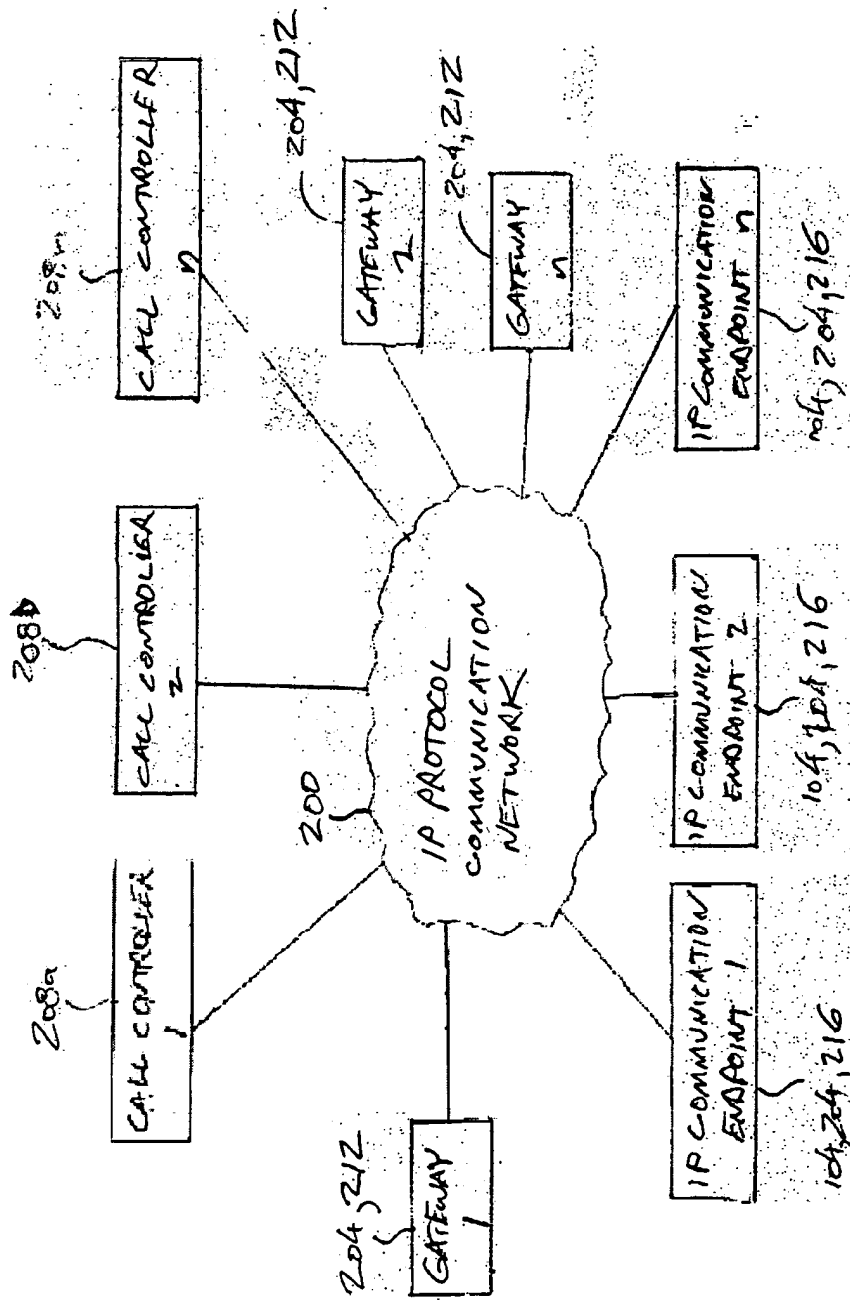 208a
CALL CONTROLLER
1
208b
CALL CONTROLLER
2
CALL CONTROLLER
n
204, 212
GATEWAY
1
200
IP PROTOCOL
COMMUNICATION
NETWORK
204, 212
GATEWAY
2
204, 212
GATEWAY
n
IP COMMUNICATION
ENDPOINT 1
104, 204, 216
IP COMMUNICATION
ENDPOINT 2
104, 204, 216
IP COMMUNICATION
ENDPOINT n
204, 216